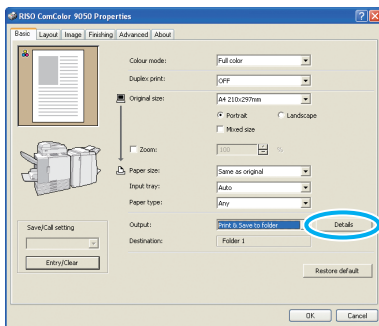 RISO ComColor 9050 Properties
Basic Layout Image Finishing Advanced About
Colour mode: Full color
Duplex print: OFF
Original size: A4 210x297mm
Portrait Landscape
Mixed size
Zoom: 100 %
Paper size: Same as original
Input tray: Auto
Paper type: Any
Save/Call setting
Output: Print & Save to folder Details
Destination: Folder 1
Entry/Clear
Restore default
OK Cancel